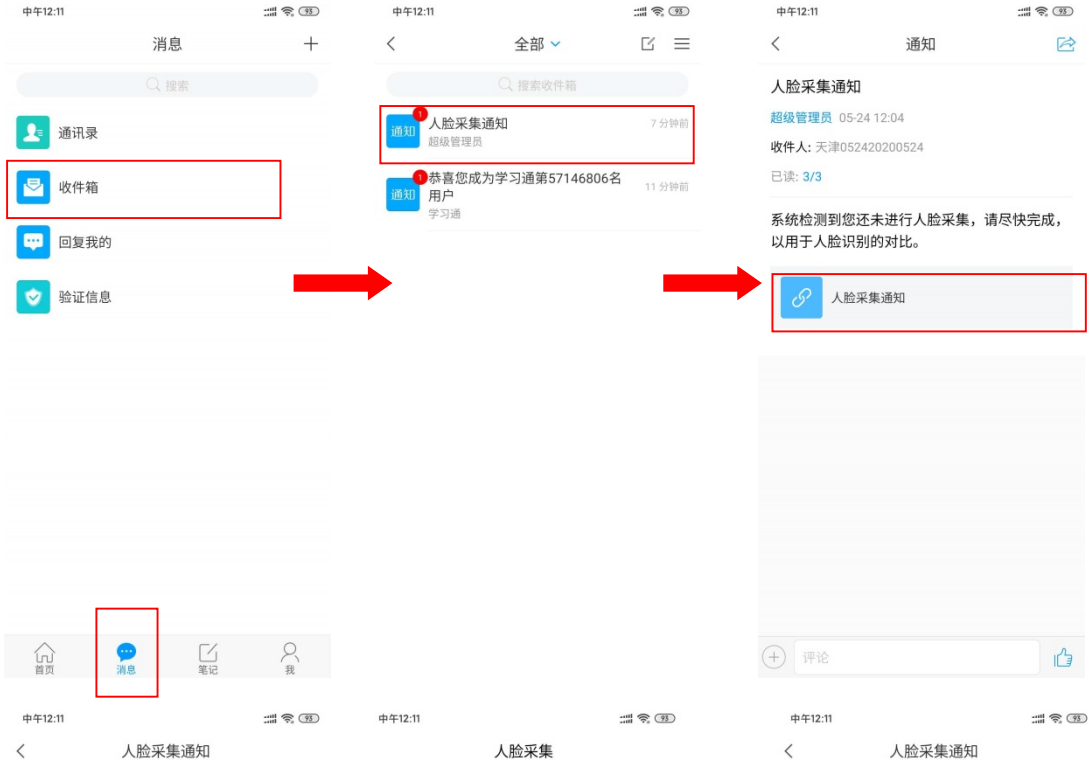 中午12:11
93
消息
搜索
通讯录
收件箱
回复我的
验证信息
首页
消息
笔记
我
中午12:11
93
全部
搜索收件箱
通知
1
人脸采集通知
7 分钟前
超级管理员
通知
1
恭喜您成为学习通第57146806名
用户
11 分钟前
学习通
中午12:11
93
通知
人脸采集通知
超级管理员 05-24 12:04
收件人: 天津052420200524
已读: 3/3
系统检测到您还未进行人脸采集，请尽快完成，
以用于人脸识别的对比。
人脸采集通知
评论
中午12:11
93
人脸采集通知
中午12:11
93
人脸采集
中午12:11
93
人脸采集通知